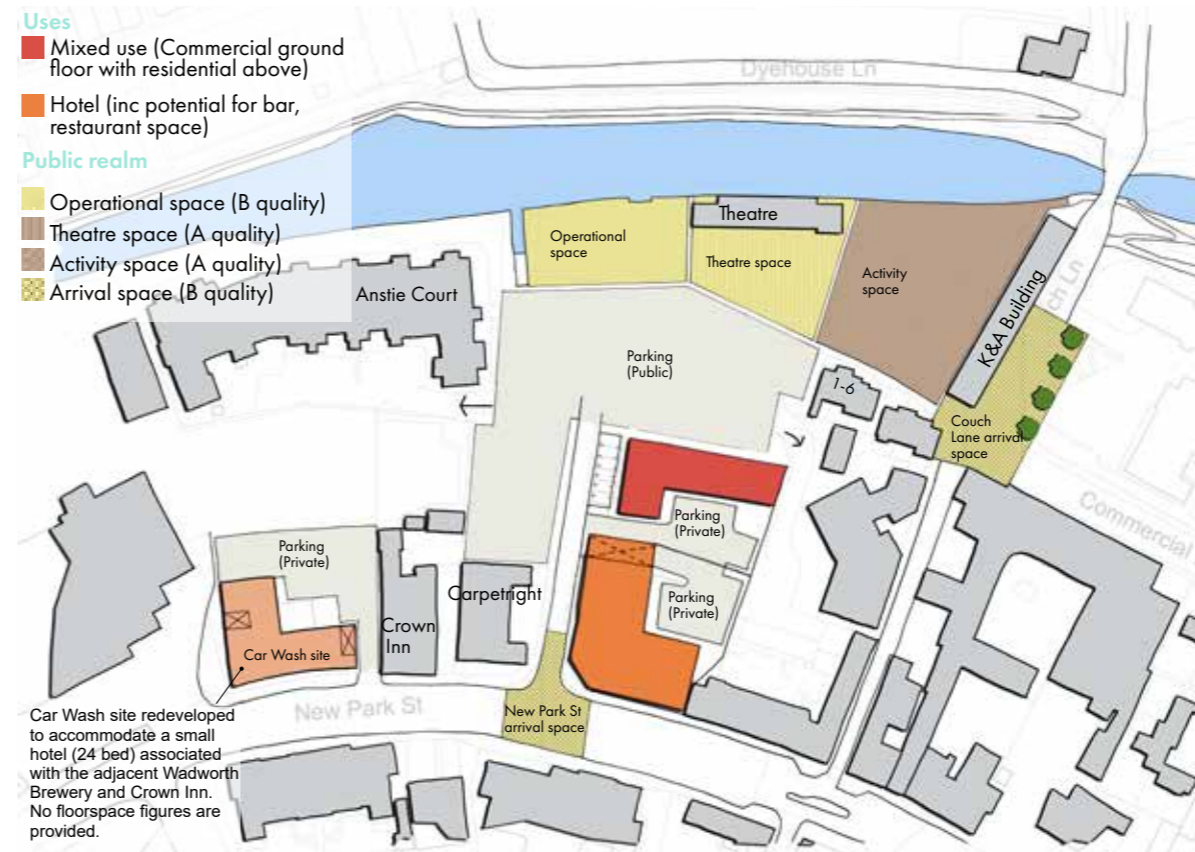 Uses
Mixed use (Commercial ground
floor with residential above)
Hotel (inc potential for bar,
restaurant space)
Public realm
Operational space (B quality)
Theatre space (A quality)
Activity space (A quality)
Arrival space (B quality)
Dyehouse Ln
Operational
space
Theatre
Theatre space
Activity
space
K&A Building
ch Ln
Anstie Court
Parking
(Public)
1-6
Couch
Lane arrival
space
Commercial
Parking
(Private)
Parking
(Private)
Parking
(Private)
Carpetright
Crown
Inn
Car Wash site
New Park St
New Park St
arrival space
Car Wash site redeveloped
to accommodate a small
hotel (24 bed) associated
with the adjacent Wadworth
Brewery and Crown Inn.
No floorspace figures are
provided.